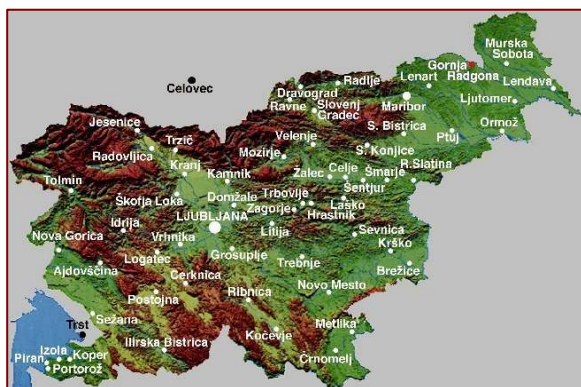 Murska
Sobota
Gornja
Radgona
Celovec
Radlje
Lenart
Lendava
Dravograd
Ravne
Slovenj
Gradec
Maribor
Ljutomer
Jesenice
Tržič
Velenje
S. Bistrica
Ptuj
Ormož
Radovljica
Mozirje
S. Konjice
Kranj
Kamnik
Žalec
Celje
Šmarje
R.Slatina
Tolmin
Šentjur
Škofja Loka
Domžale
Trbovlje
Laško
Idrija
LJUBLJANA
Zagorje
Hrastnik
Nova Gorica
Vrhnika
Litija
Sevnica
Logatec
Grosuplje
Krško
Ajdovščina
Trebnje
Brežice
Cerknica
Postojna
Ribnica
Novo Mesto
Sežana
Trst
Kočevje
Metlika
Izola
Koper
Ilirska Bistrica
Črnomelj
Piran
Portorož